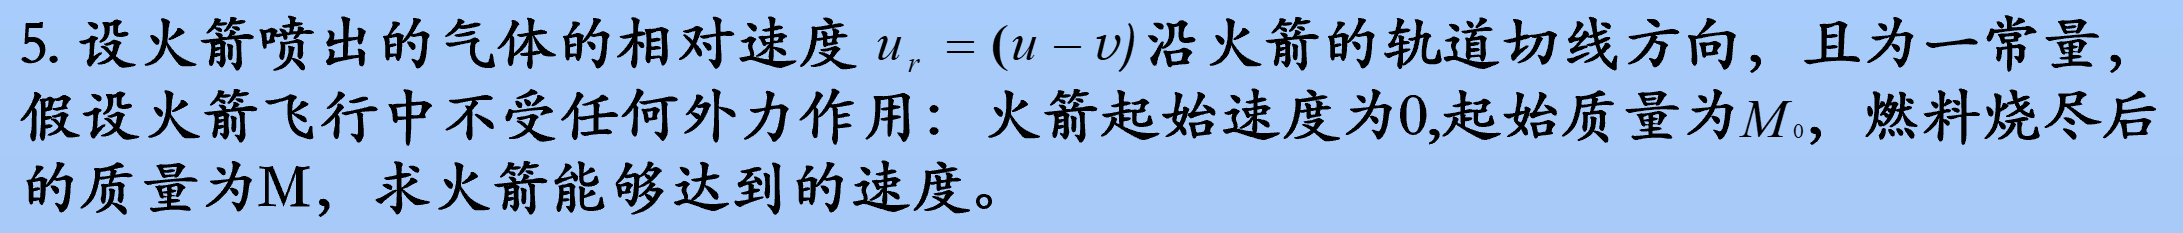 5. 设火箭喷出的气体的相对速度 u_r = (u − υ)沿火箭的轨道切线方向，且为一常量，
假设火箭飞行中不受任何外力作用：火箭起始速度为0,起始质量为M₀，燃料烧尽后
的质量为M，求火箭能够达到的速度。